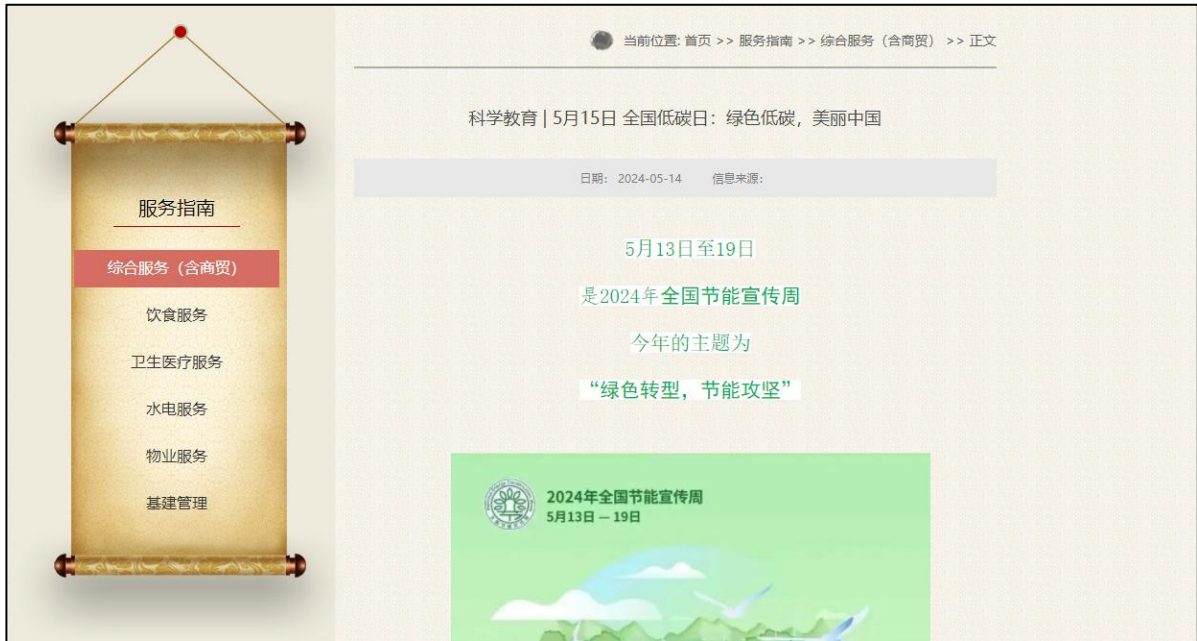 当前位置: 首页 >> 服务指南 >> 综合服务（含商贸） >> 正文
科学教育 | 5月15日 全国低碳日：绿色低碳，美丽中国
日期： 2024-05-14 信息来源：
服务指南
综合服务（含商贸）
饮食服务
卫生医疗服务
水电服务
物业服务
基建管理
5月13日至19日
是2024年全国节能宣传周
今年的主题为
“绿色转型，节能攻坚”
2024年全国节能宣传周
5月13日 — 19日